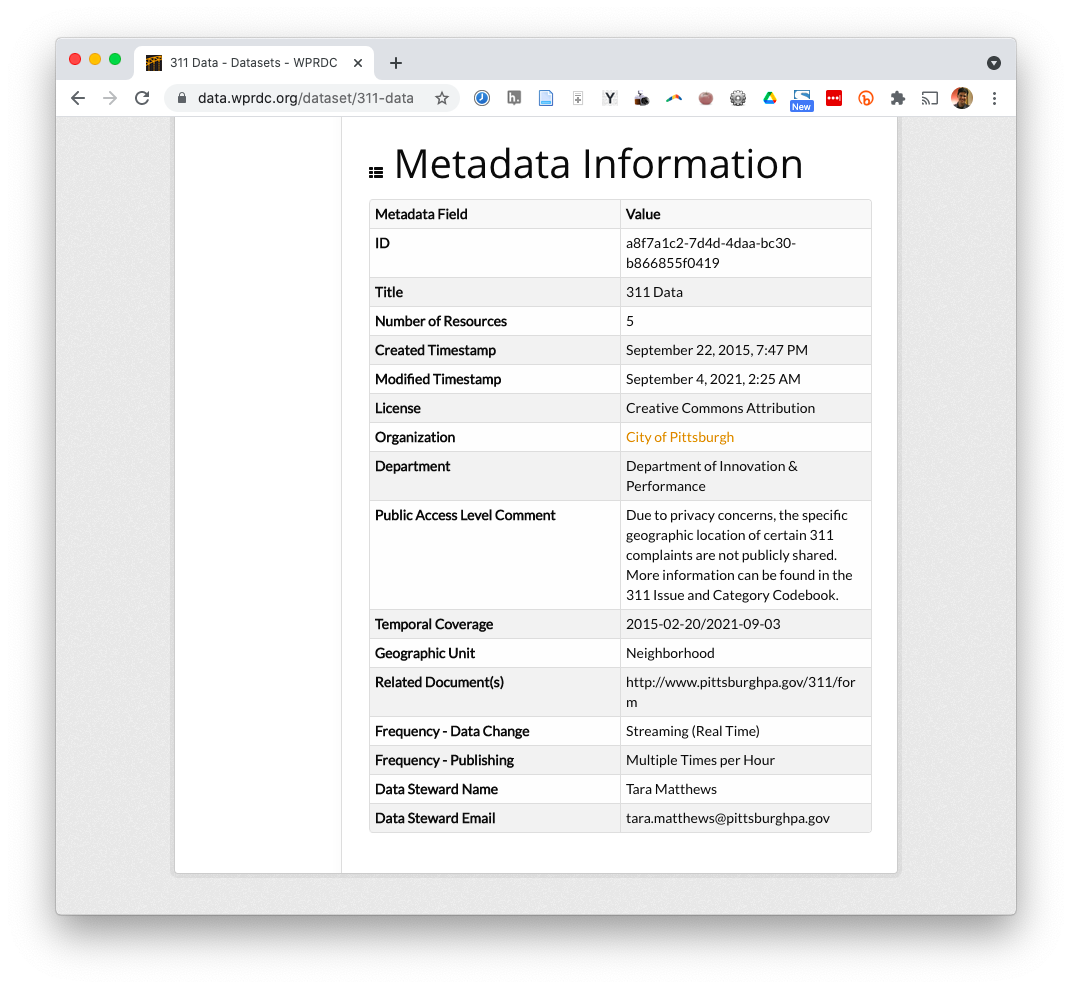 311 Data - Datasets - WPRDC
data.wprdc.org/dataset/311-data
h.
Y
New
Metadata Information
Metadata Field Value
ID a8f7a1c2-7d4d-4daa-bc30-
b866855f0419
Title 311 Data
Number of Resources 5
Created Timestamp September 22, 2015, 7:47 PM
Modified Timestamp September 4, 2021, 2:25 AM
License Creative Commons Attribution
Organization City of Pittsburgh
Department Department of Innovation &
Performance
Public Access Level Comment Due to privacy concerns, the specific
geographic location of certain 311
complaints are not publicly shared.
More information can be found in the
311 Issue and Category Codebook.
Temporal Coverage 2015-02-20/2021-09-03
Geographic Unit Neighborhood
Related Document(s) http://www.pittsburghpa.gov/311/for
m
Frequency - Data Change Streaming (Real Time)
Frequency - Publishing Multiple Times per Hour
Data Steward Name Tara Matthews
Data Steward Email tara.matthews@pittsburghpa.gov